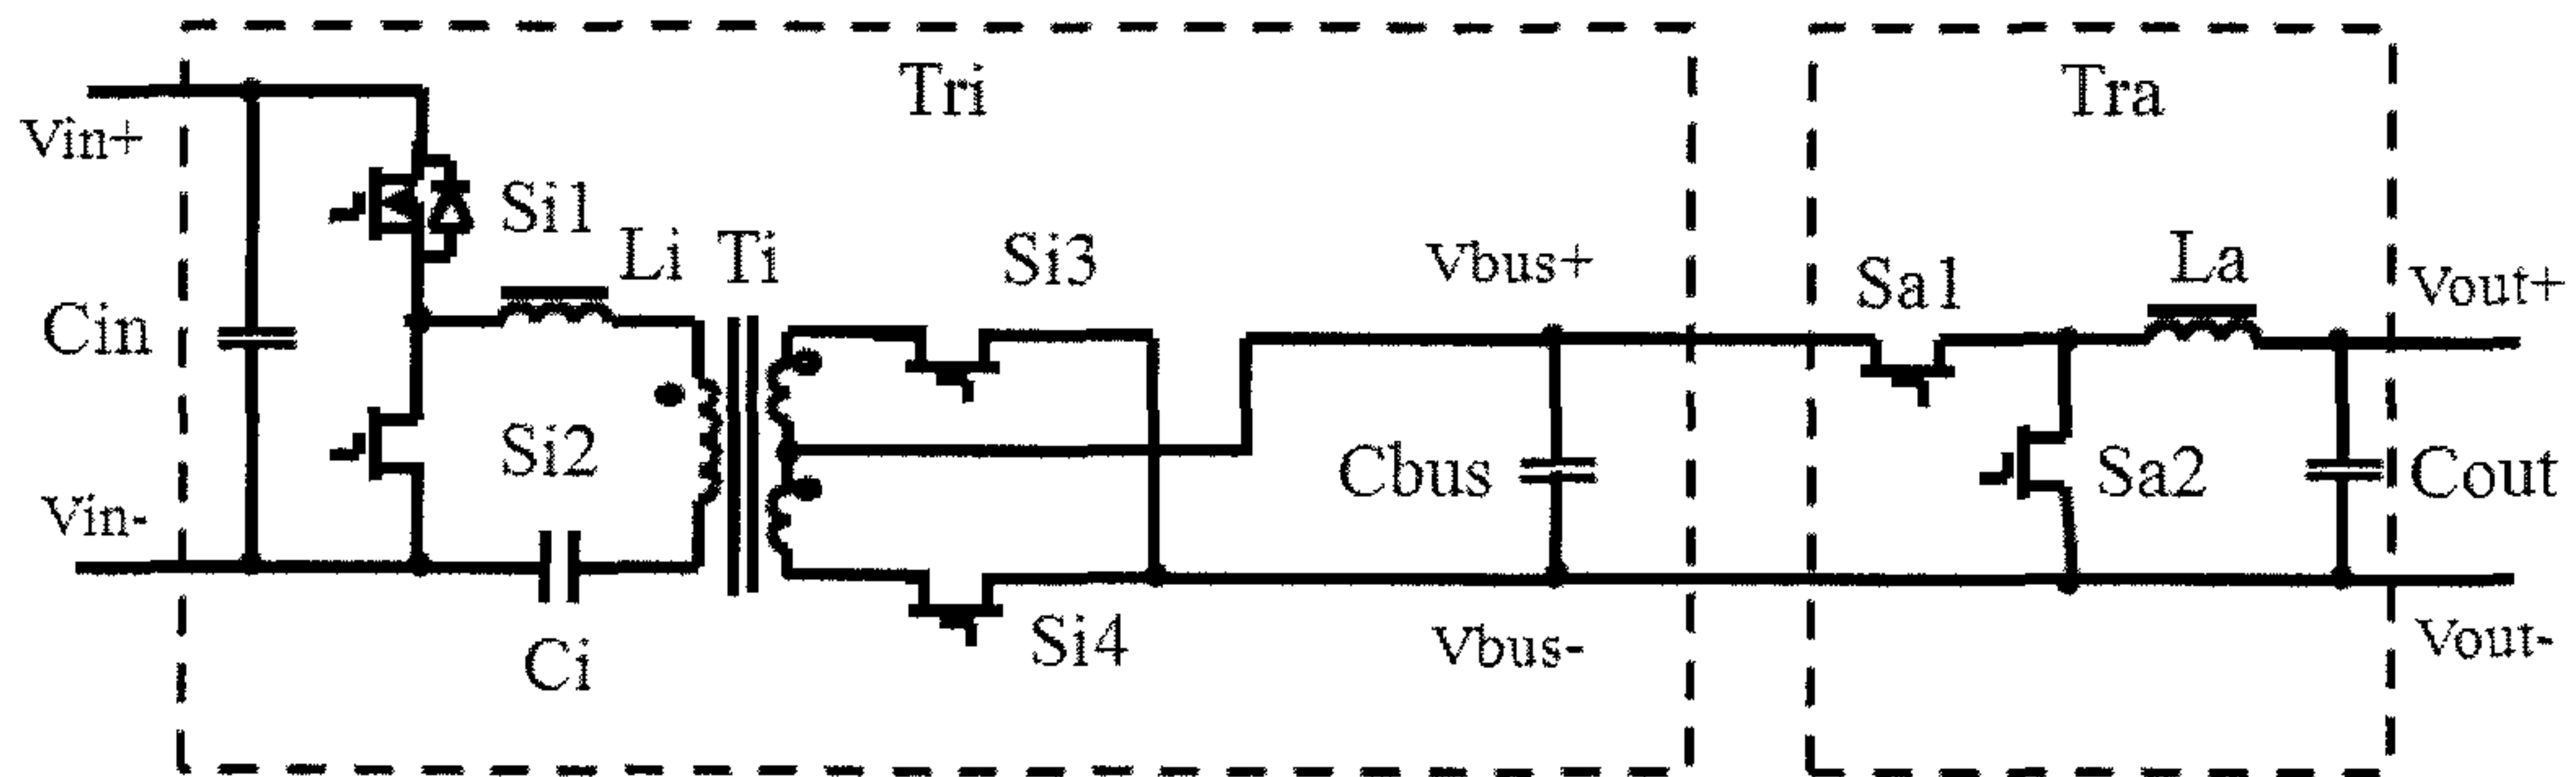 Tri
Tra
Vin+
Si1
Li
Ti
Si3
Vbus+
Sa1
La
Vout+
Cin
Si2
Cbus
Sa2
Cout
Vin-
Ci
Si4
Vbus-
Vout-